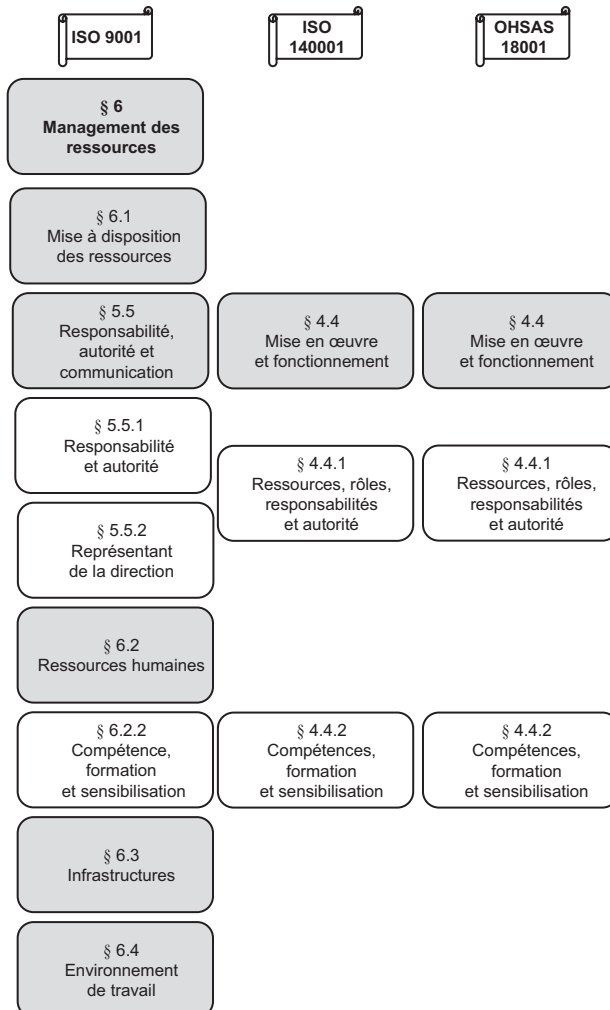 ISO 9001
ISO
140001
OHSAS
18001
§ 6
Management des
ressources
§ 6.1
Mise à disposition
des ressources
§ 5.5
Responsabilité,
autorité et
communication
§ 4.4
Mise en œuvre
et fonctionnement
§ 4.4
Mise en œuvre
et fonctionnement
§ 5.5.1
Responsabilité
et autorité
§ 4.4.1
Ressources, rôles,
responsabilités
et autorité
§ 4.4.1
Ressources, rôles,
responsabilités
et autorité
§ 5.5.2
Représentant
de la direction
§ 6.2
Ressources humaines
§ 6.2.2
Compétence,
formation
et sensibilisation
§ 4.4.2
Compétences,
formation
et sensibilisation
§ 4.4.2
Compétences,
formation
et sensibilisation
§ 6.3
Infrastructures
§ 6.4
Environnement
de travail